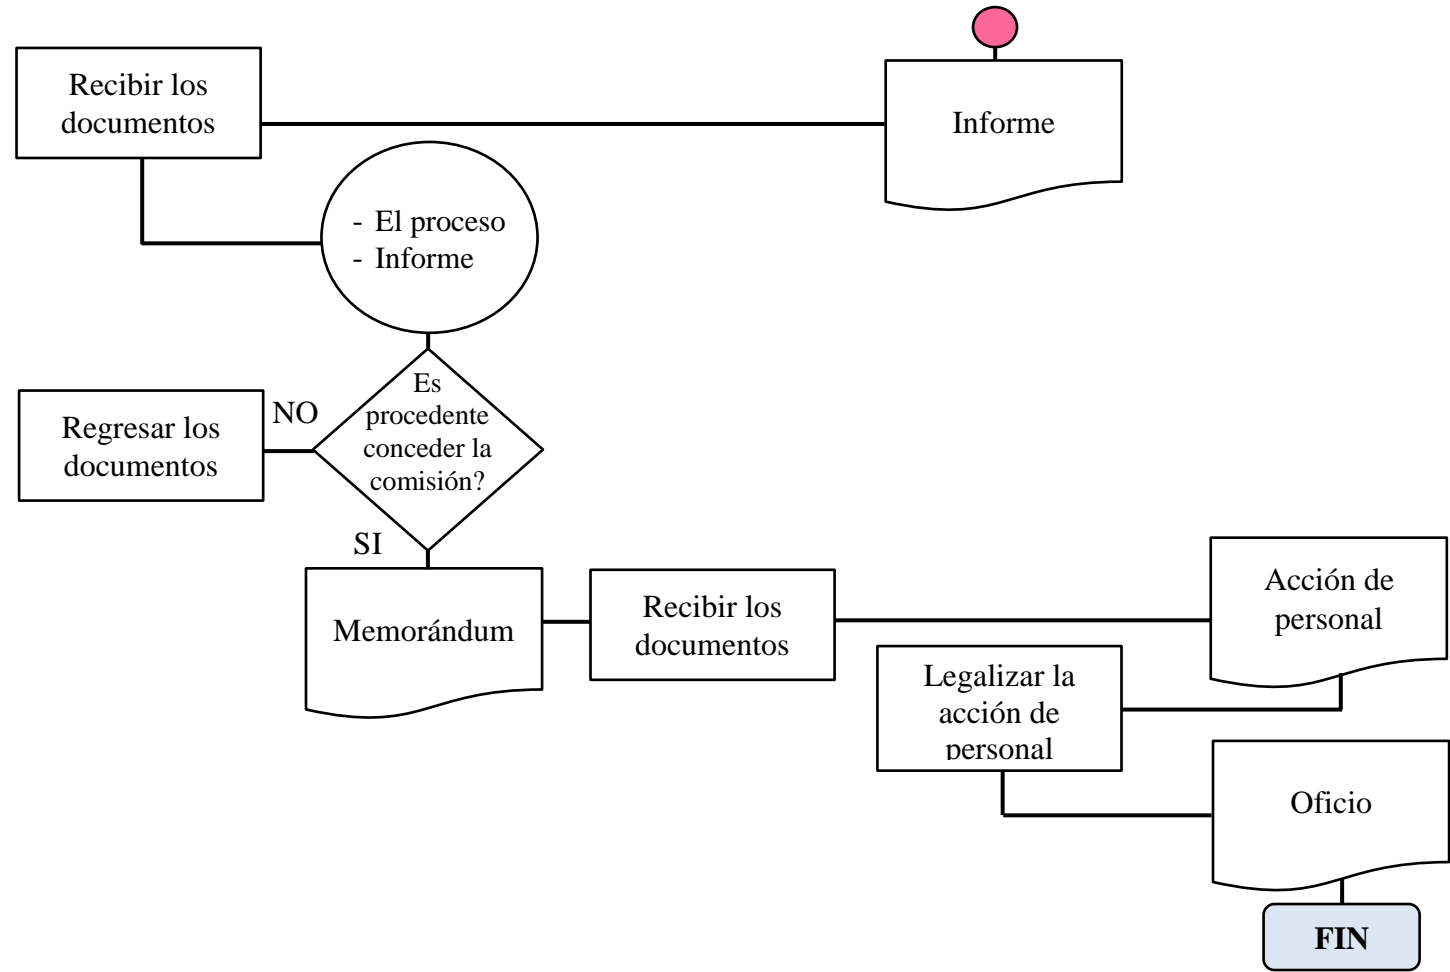 Recibir los
documentos
Informe
- El proceso
- Informe
Es
procedente
conceder la
comisión?
NO
Regresar los
documentos
SI
Memorándum
Recibir los
documentos
Acción de
personal
Legalizar la
acción de
personal
Oficio
FIN